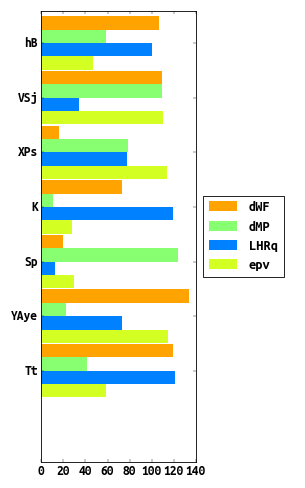 hB
VSj
XPs
K
Sp
YAye
Tt
dWF
dMP
LHRq
epv
0 20 40 60 80 100 120 140